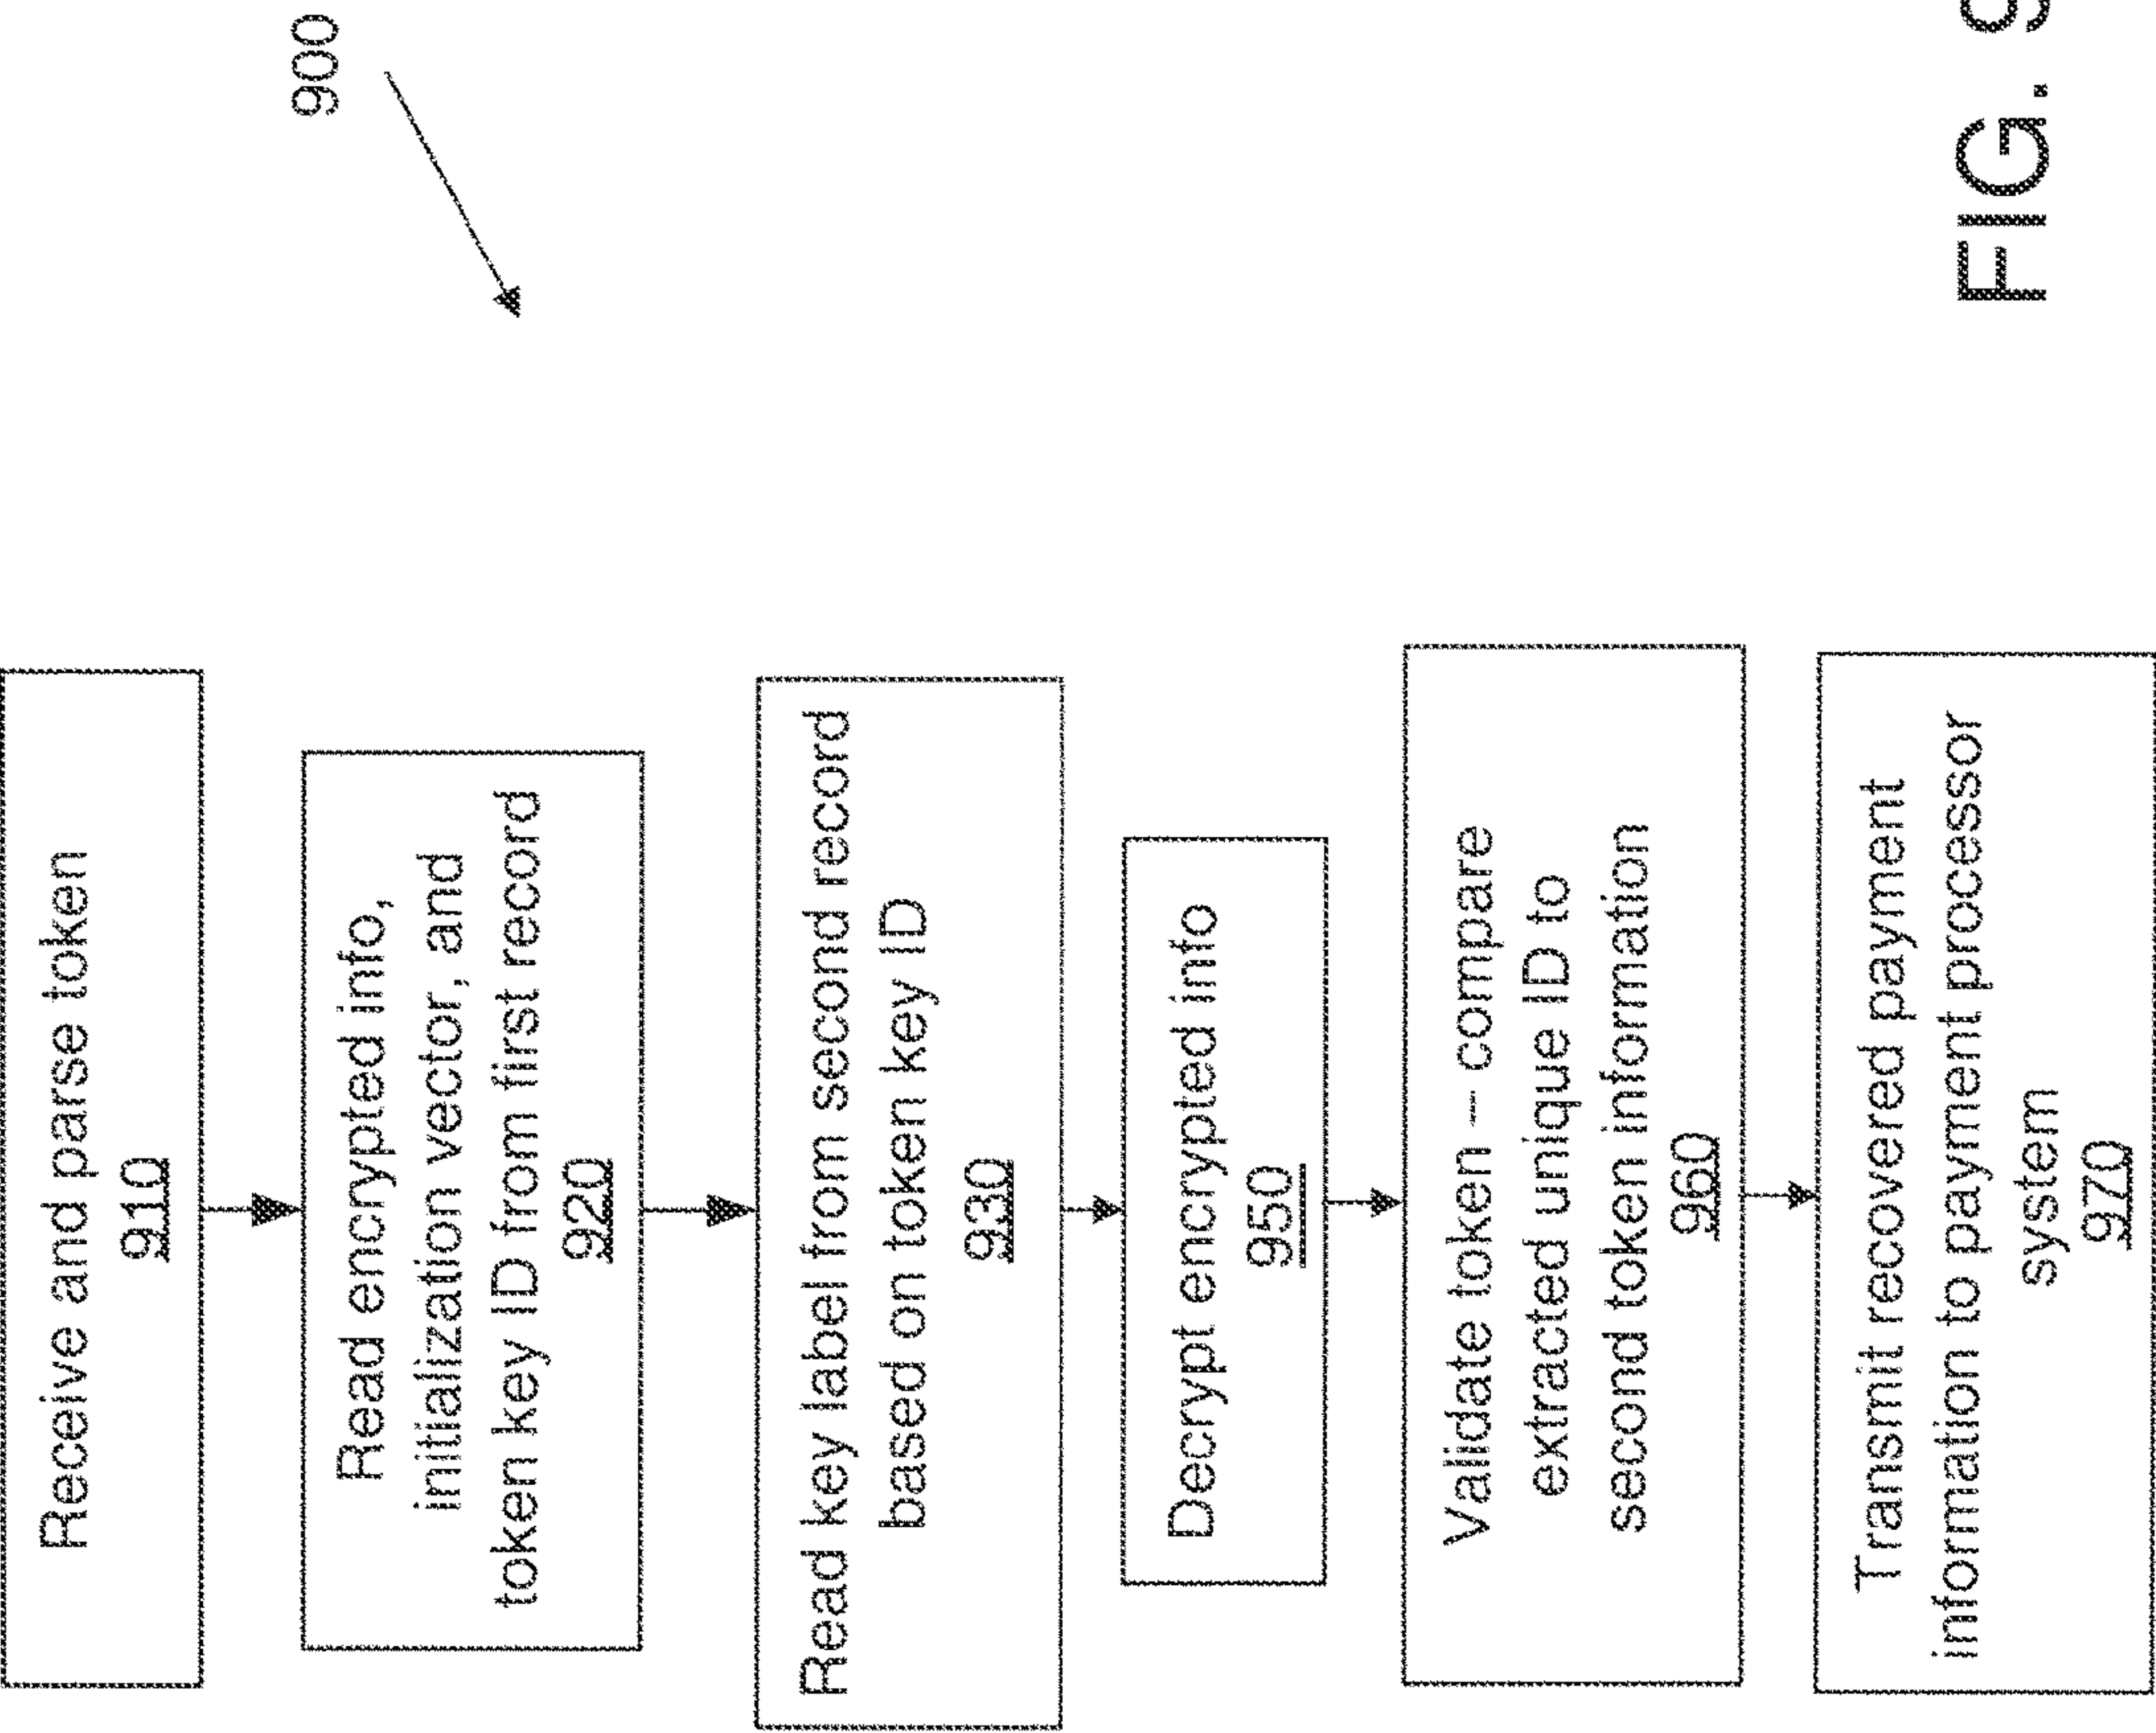 900
Receive and parse token
910
Read encrypted info,
initialization vector, and
token key ID from first record
920
Read key label from second record
based on token key ID
930
Decrypt encrypted info
950
Validate token – compare
extracted unique ID to
second token information
960
Transmit recovered payment
information to payment processor
system
970
FIG. 9